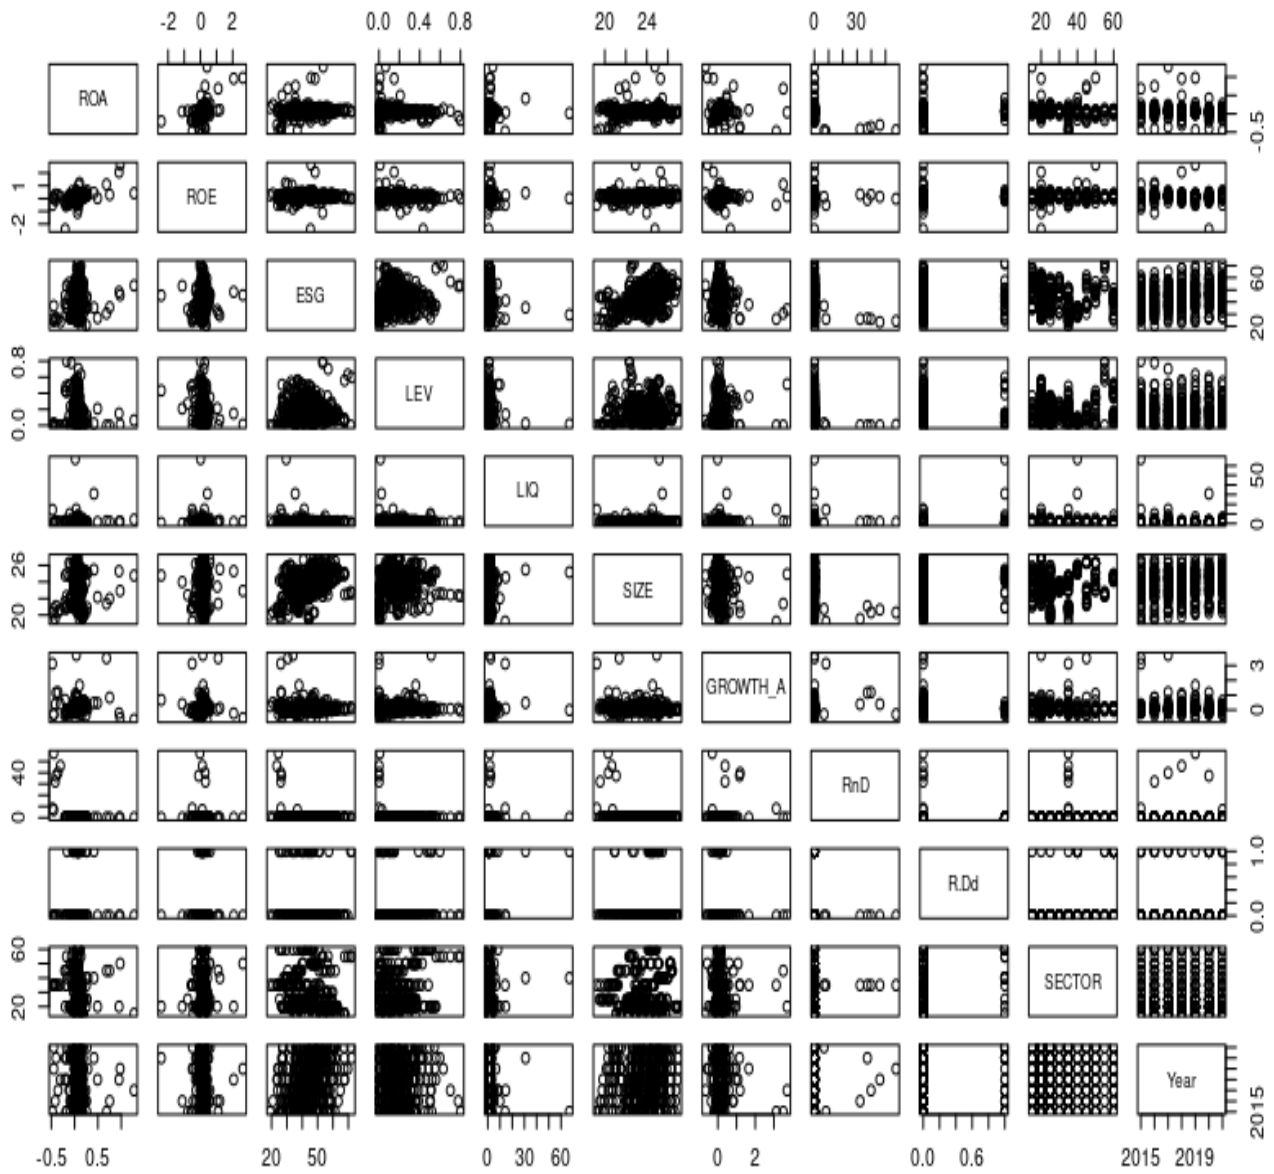 -2 0 2 0.0 0.4 0.8 20 24 0 30 20 40 60
ROA
-0.5
-2 1
ROE
ESG
20 60
0.0 0.8
LEV
LIQ
0 50
20 26
SIZE
GROWTH_A
0 3
0 40
RnD
R.Dd
0.0 1.0
20 60
SECTOR
Year
2015
-0.5 0.5 20 50 0 30 60 0 2 0.0 0.6 2015 2019